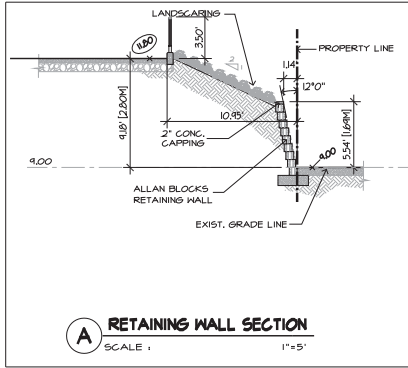 LANDSCARING
11.80
3.50'
PROPERTY LINE
2
1
1.14
12°0"
10.95'
9.18' [2.80M]
2" CONC.
CAPPING
5.54' [1.69M]
9.00
9.00
ALLAN BLOCKS
RETAINING WALL
EXIST. GRADE LINE
A
RETAINING WALL SECTION
SCALE : 1"=5'